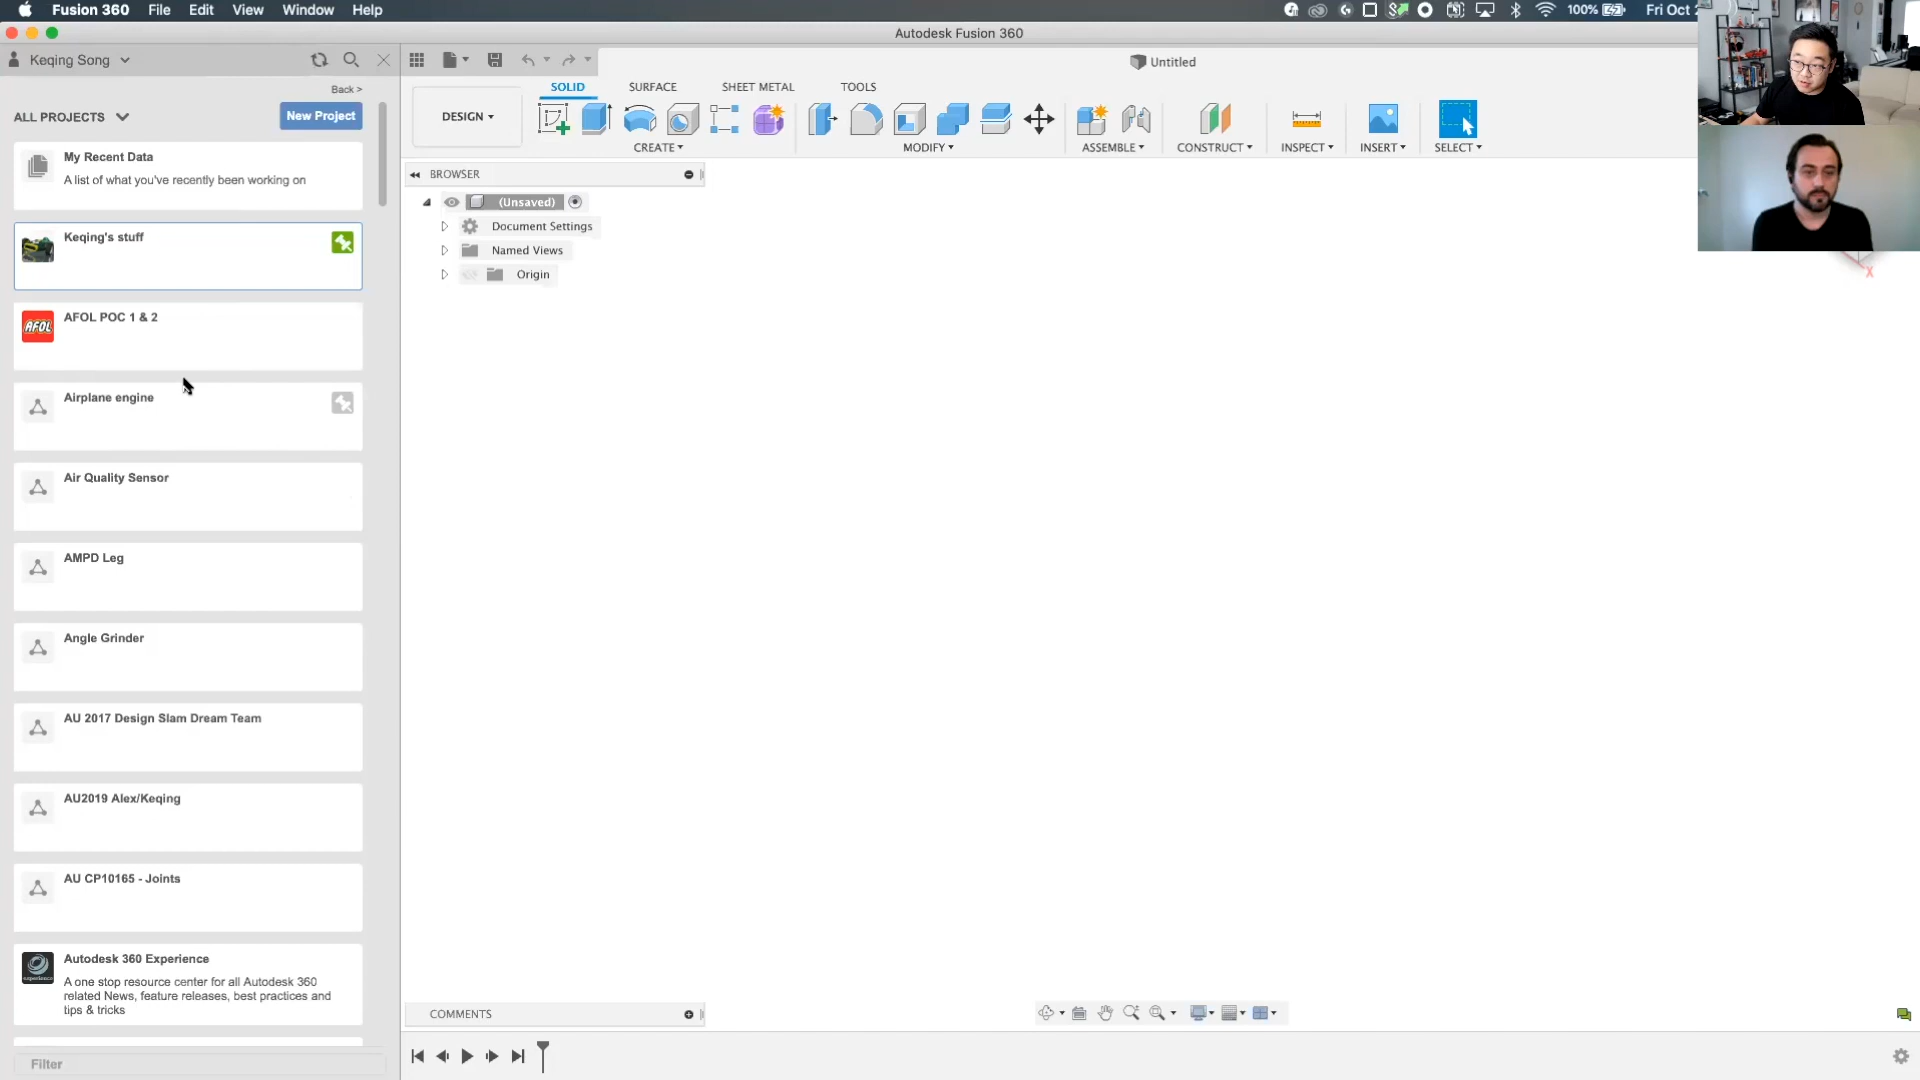 Fusion 360 File Edit View Window Help 100% Fri Oct
Autodesk Fusion 360
Keqing Song
Untitled
Back >
ALL PROJECTS New Project
SOLID SURFACE SHEET METAL TOOLS
DESIGN
CREATE MODIFY ASSEMBLE CONSTRUCT INSPECT INSERT SELECT
My Recent Data
A list of what you've recently been working on
Keqing's stuff
AFOL
AFOL POC 1 & 2
Airplane engine
Air Quality Sensor
AMPD Leg
Angle Grinder
AU 2017 Design Slam Dream Team
AU2019 Alex/Keqing
AU CP10165 - Joints
Autodesk 360 Experience
A one stop resource center for all Autodesk 360
related News, feature releases, best practices and
tips & tricks
Filter
BROWSER
(Unsaved)
Document Settings
Named Views
Origin
X
COMMENTS